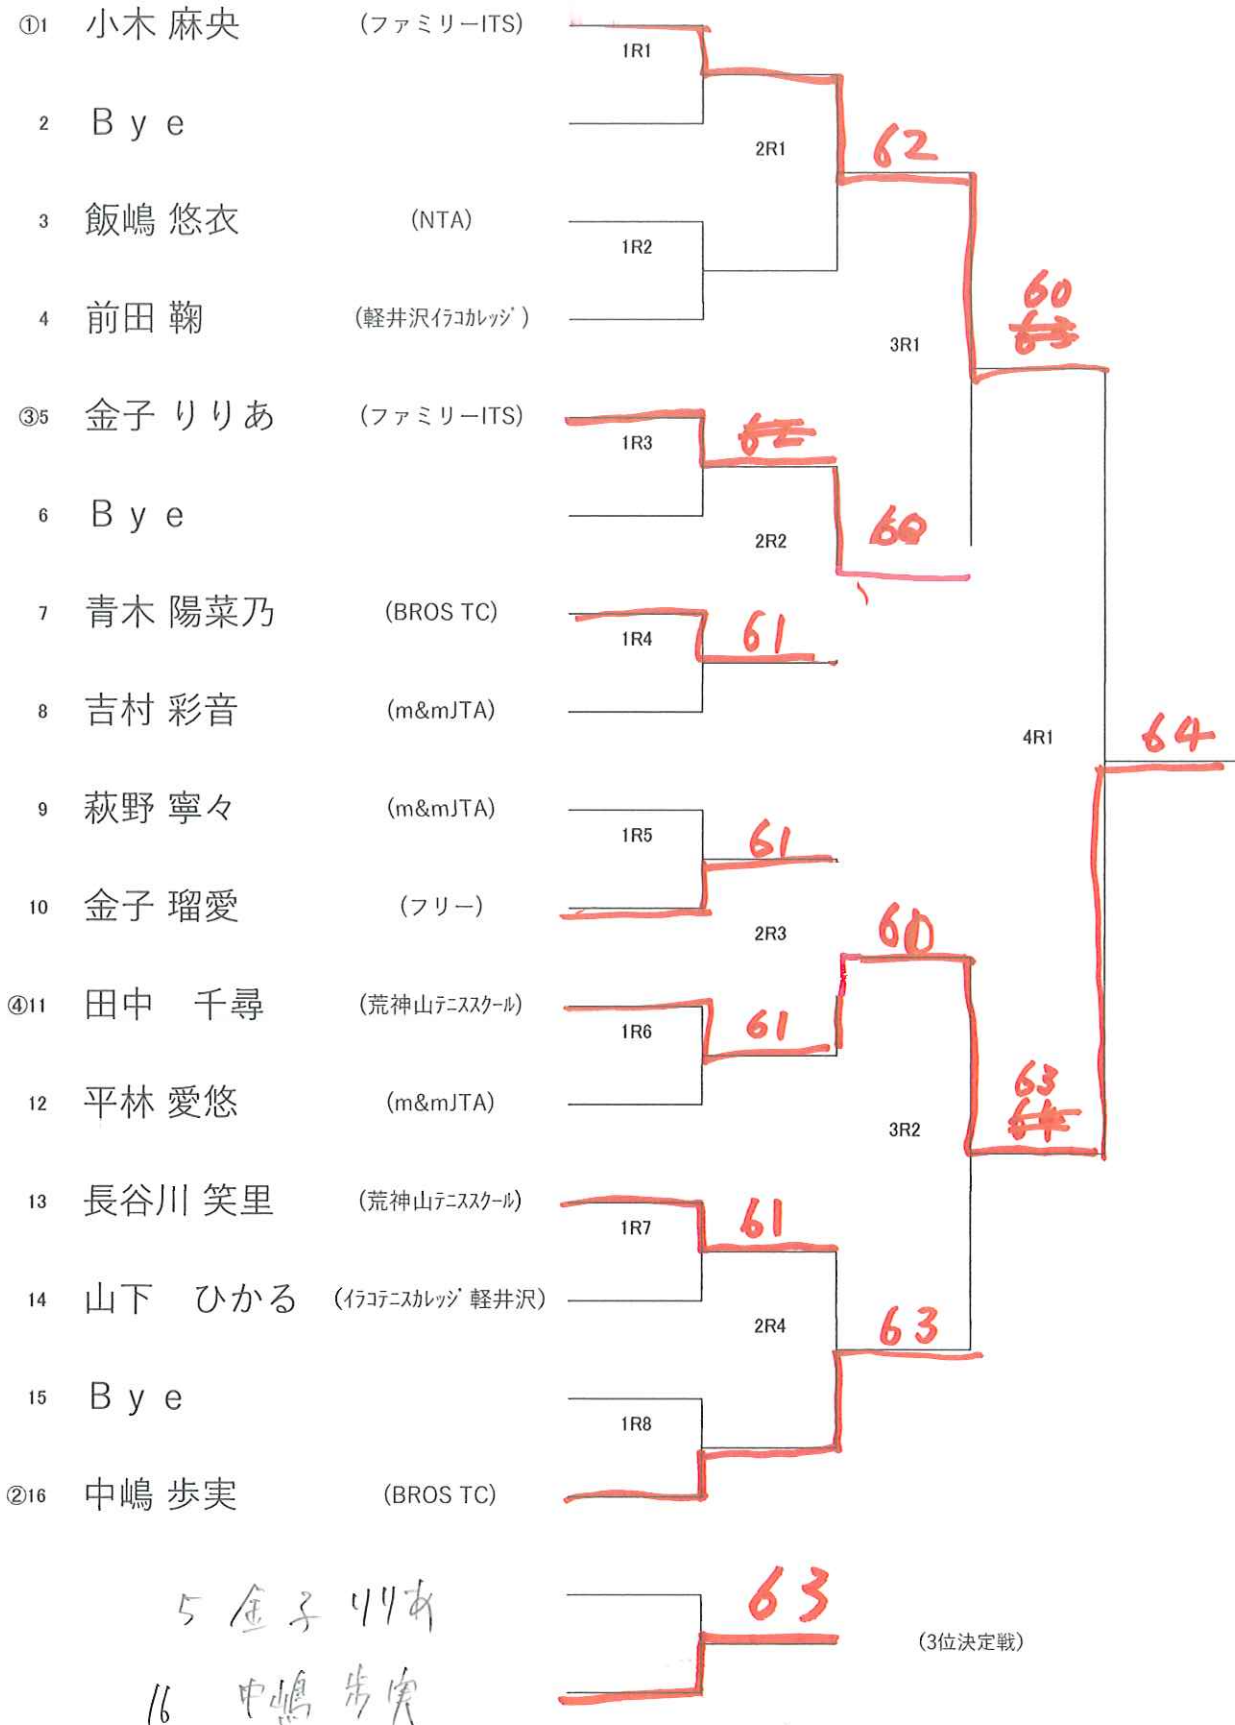 ①1 小木 麻央 (ファミリーITS)
1R1
2 Bye
2R1 62
3 飯嶋 悠衣 (NTA)
1R2
60
4 前田 鞠 (軽井沢イラコカレッジ)
63
3R1
③5 金子 りりあ (ファミリーITS)
1R3 62
6 Bye
2R2 60
7 青木 陽菜乃 (BROS TC)
1R4 61
8 吉村 彩音 (m&mJTA)
4R1 64
9 萩野 寧々 (m&mJTA)
1R5 61
10 金子 瑠愛 (フリー)
2R3
④11 田中 千尋 (荒神山テニススクール)
1R6 61
12 平林 愛悠 (m&mJTA)
63
64
3R2
13 長谷川 笑里 (荒神山テニススクール)
1R7 61
14 山下 ひかる (イラコテニスカレッジ 軽井沢)
2R4 63
15 Bye
1R8
②16 中嶋 歩実 (BROS TC)
5 金子 りりあ
63
(3位決定戦)
16 中嶋 歩実